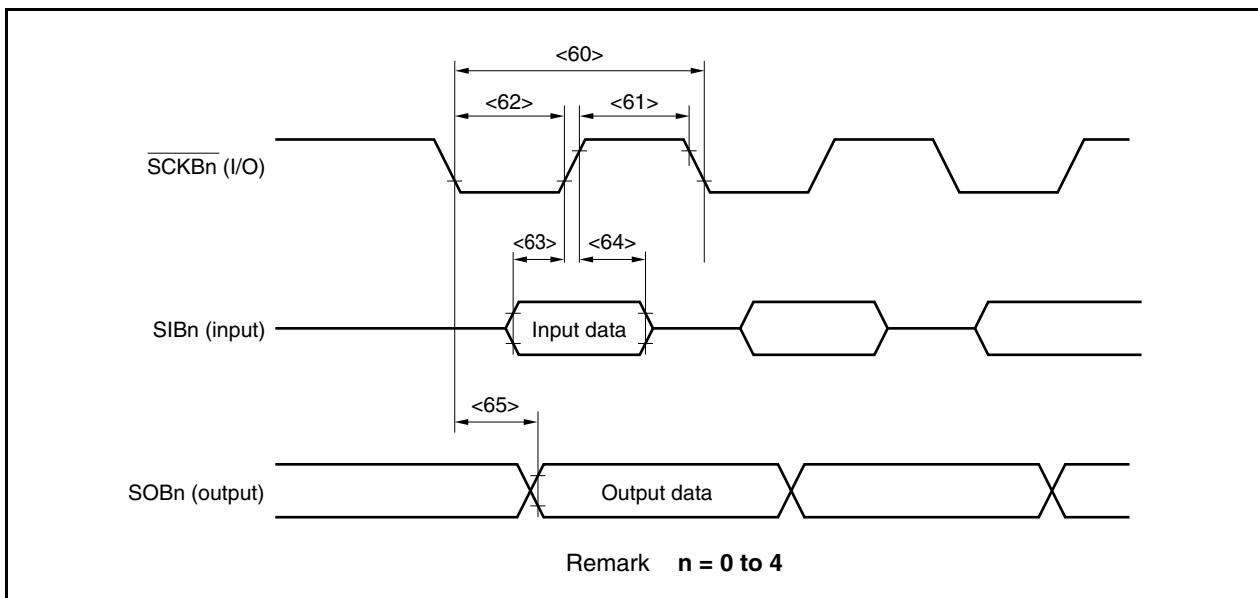 <60>
<62> <61>
SCKBn (I/O)
<63> <64>
SIBn (input) Input data
<65>
SOBn (output) Output data
Remark n = 0 to 4